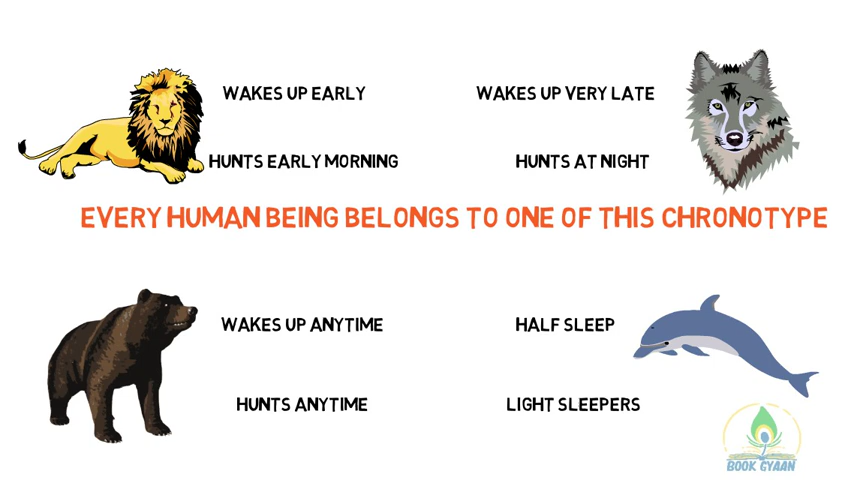 WAKES UP EARLY
WAKES UP VERY LATE
HUNTS EARLY MORNING
HUNTS AT NIGHT
EVERY HUMAN BEING BELONGS TO ONE OF THIS CHRONOTYPE
WAKES UP ANYTIME
HALF SLEEP
HUNTS ANYTIME
LIGHT SLEEPERS
BOOK GYAAN